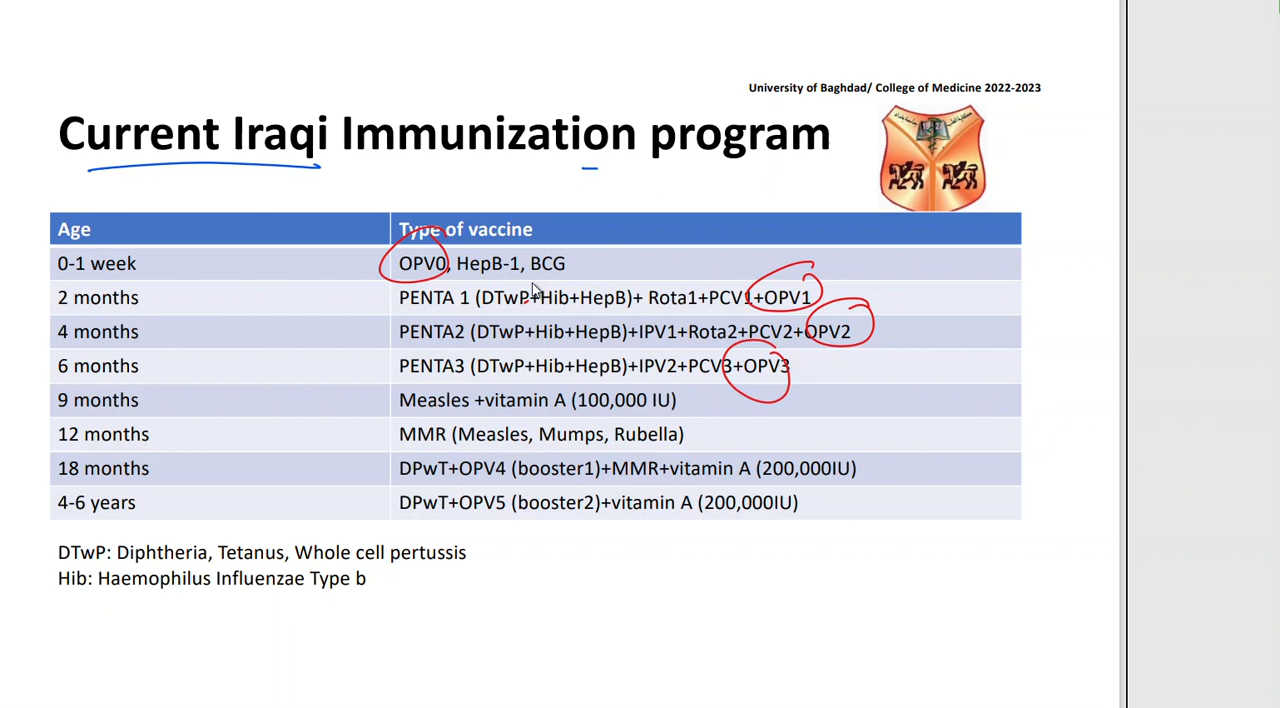 University of Baghdad/ College of Medicine 2022-2023
Current Iraqi Immunization program
Age Type of vaccine
0-1 week OPV0, HepB-1, BCG
2 months PENTA 1 (DTwP+Hib+HepB)+ Rota1+PCV1+OPV1
4 months PENTA2 (DTwP+Hib+HepB)+IPV1+Rota2+PCV2+OPV2
6 months PENTA3 (DTwP+Hib+HepB)+IPV2+PCV3+OPV3
9 months Measles +vitamin A (100,000 IU)
12 months MMR (Measles, Mumps, Rubella)
18 months DPwT+OPV4 (booster1)+MMR+vitamin A (200,000IU)
4-6 years DPwT+OPV5 (booster2)+vitamin A (200,000IU)
DTwP: Diphtheria, Tetanus, Whole cell pertussis
Hib: Haemophilus Influenzae Type b